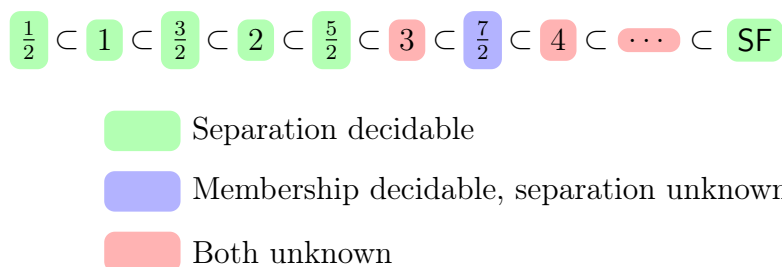 1/2 ⊂ 1 ⊂ 3/2 ⊂ 2 ⊂ 5/2 ⊂ 3 ⊂ 7/2 ⊂ 4 ⊂ ⋯ ⊂ SF
Separation decidable
Membership decidable, separation unknown
Both unknown